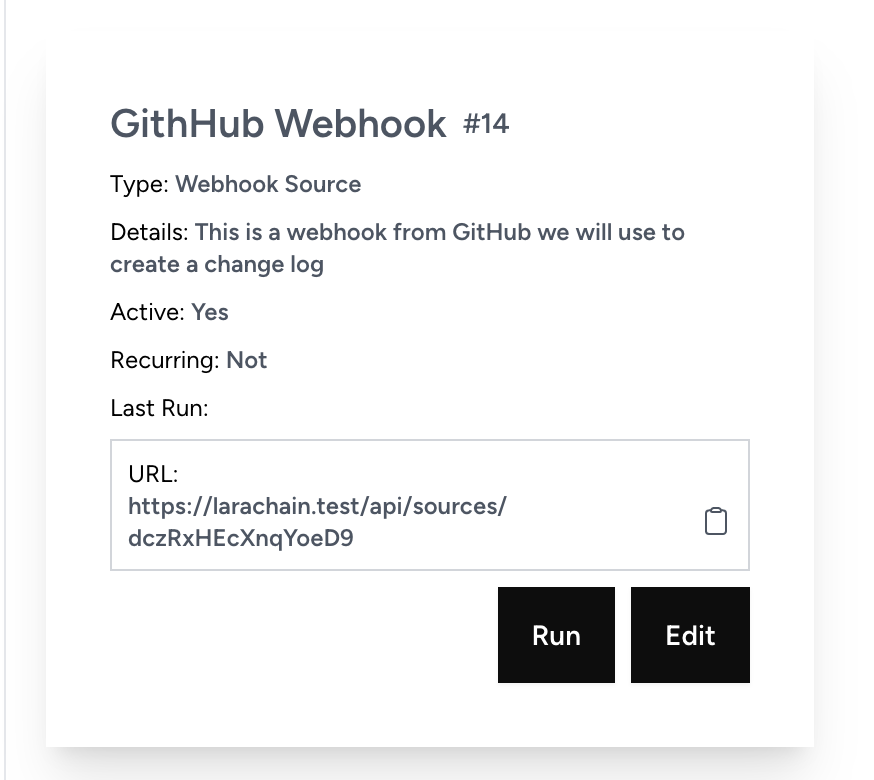 GithHub Webhook #14
Type: Webhook Source
Details: This is a webhook from GitHub we will use to
create a change log
Active: Yes
Recurring: Not
Last Run:
URL:
https://larachain.test/api/sources/
dczRxHEcXnqYoeD9
Run Edit